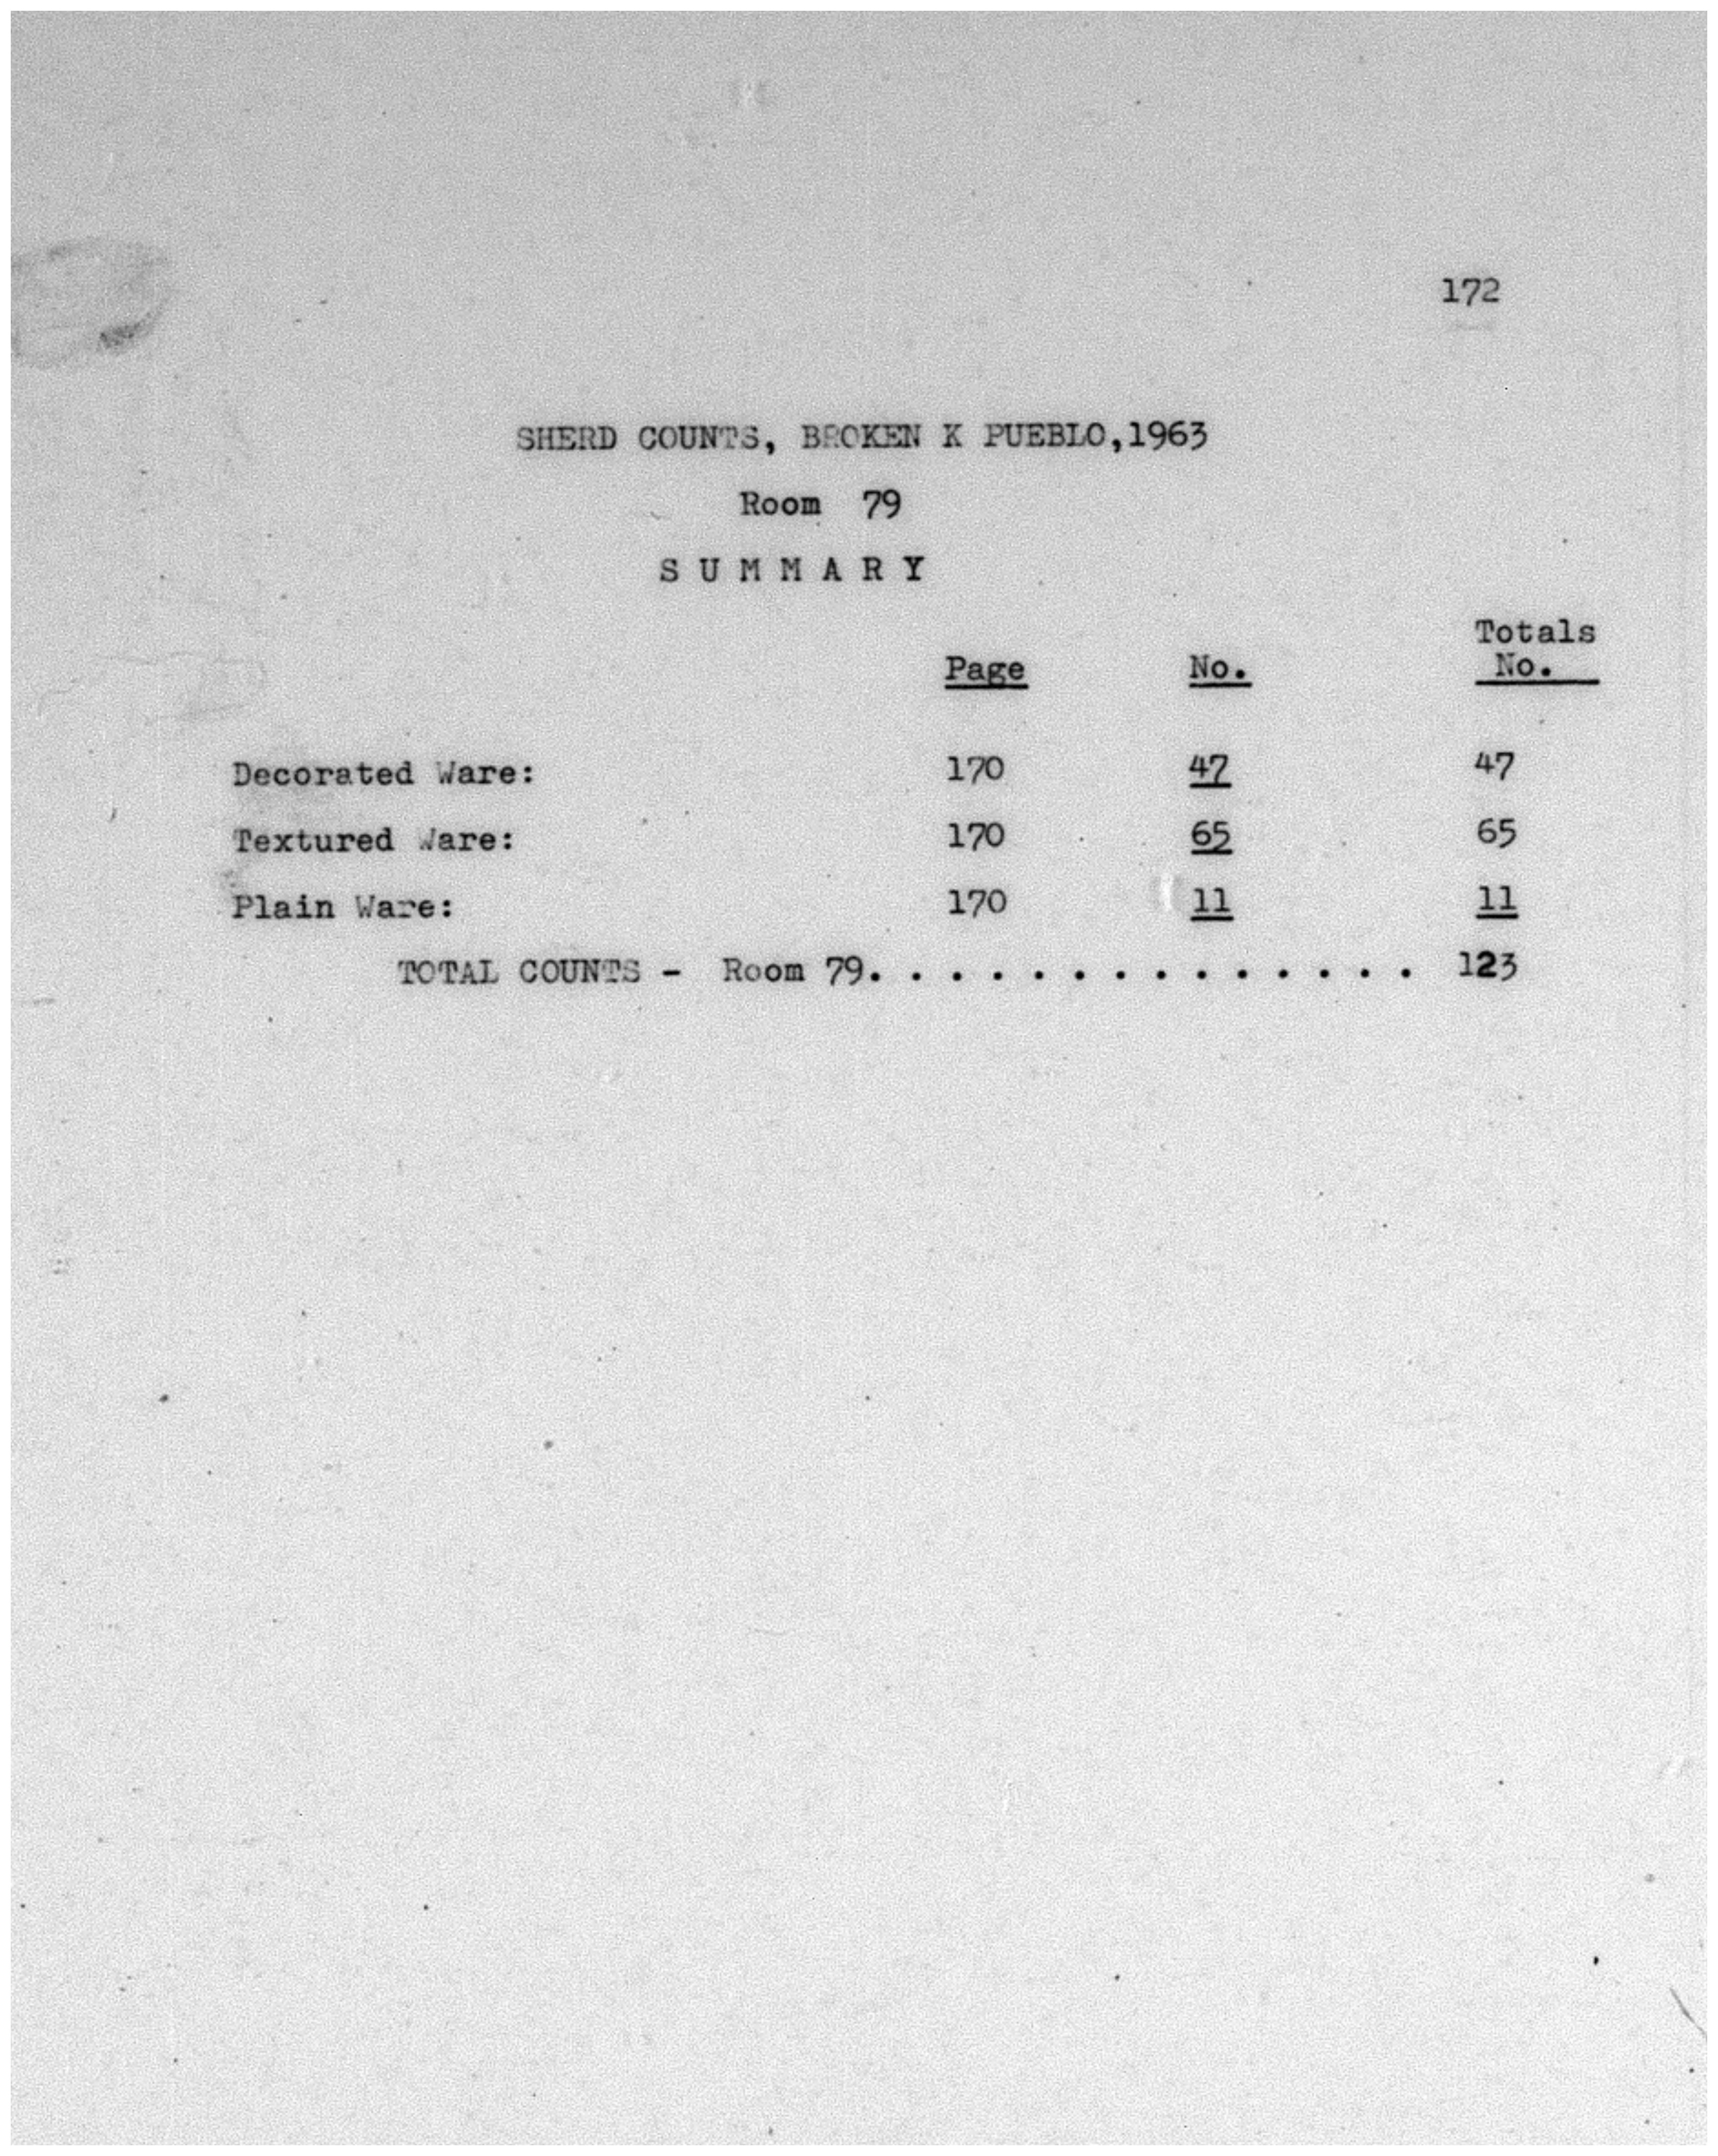 172
SHERD COUNTS, BROKEN K PUEBLO,1963
Room 79
S U M M A R Y
Totals
Page No. No.
Decorated Ware: 170 47 47
Textured Ware: 170 65 65
Plain Ware: 170 11 11
TOTAL COUNTS - Room 79. . . . . . . . . . . . . . 123